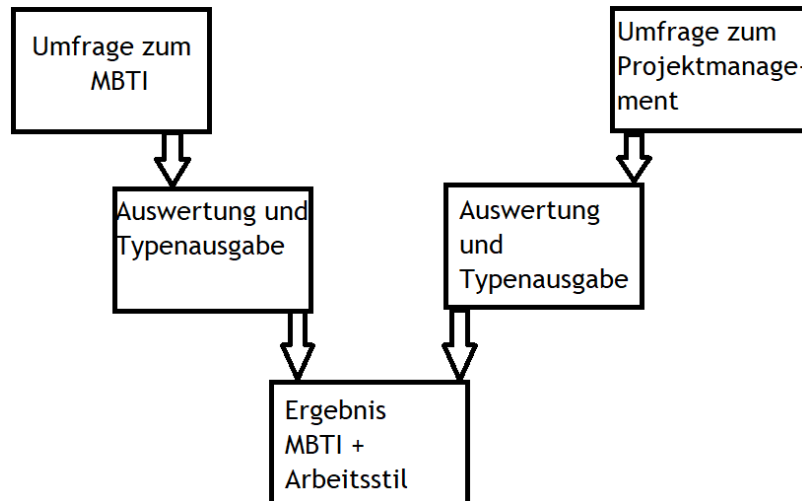 Umfrage zum
MBTI
Umfrage zum
Projektmanage-
ment
Auswertung und
Typenausgabe
Auswertung
und
Typenausgabe
Ergebnis
MBTI +
Arbeitsstil